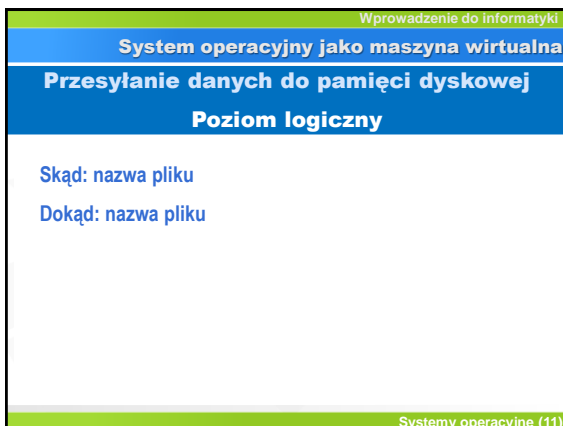 Wprowadzenie do informatyki
System operacyjny jako maszyna wirtualna
Przesyłanie danych do pamięci dyskowej
Poziom logiczny
Skąd: nazwa pliku
Dokąd: nazwa pliku
Systemy operacyjne (11)